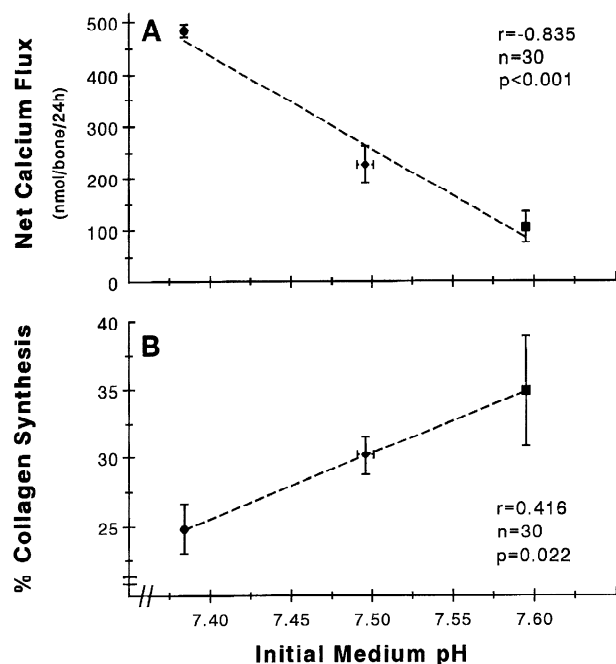 A
Net Calcium Flux
(nmol/bone/24h)
500
400
300
200
100
0
r=-0.835
n=30
p<0.001
B
% Collagen Synthesis
40
35
30
25
r=0.416
n=30
p=0.022
7.40 7.45 7.50 7.55 7.60
Initial Medium pH